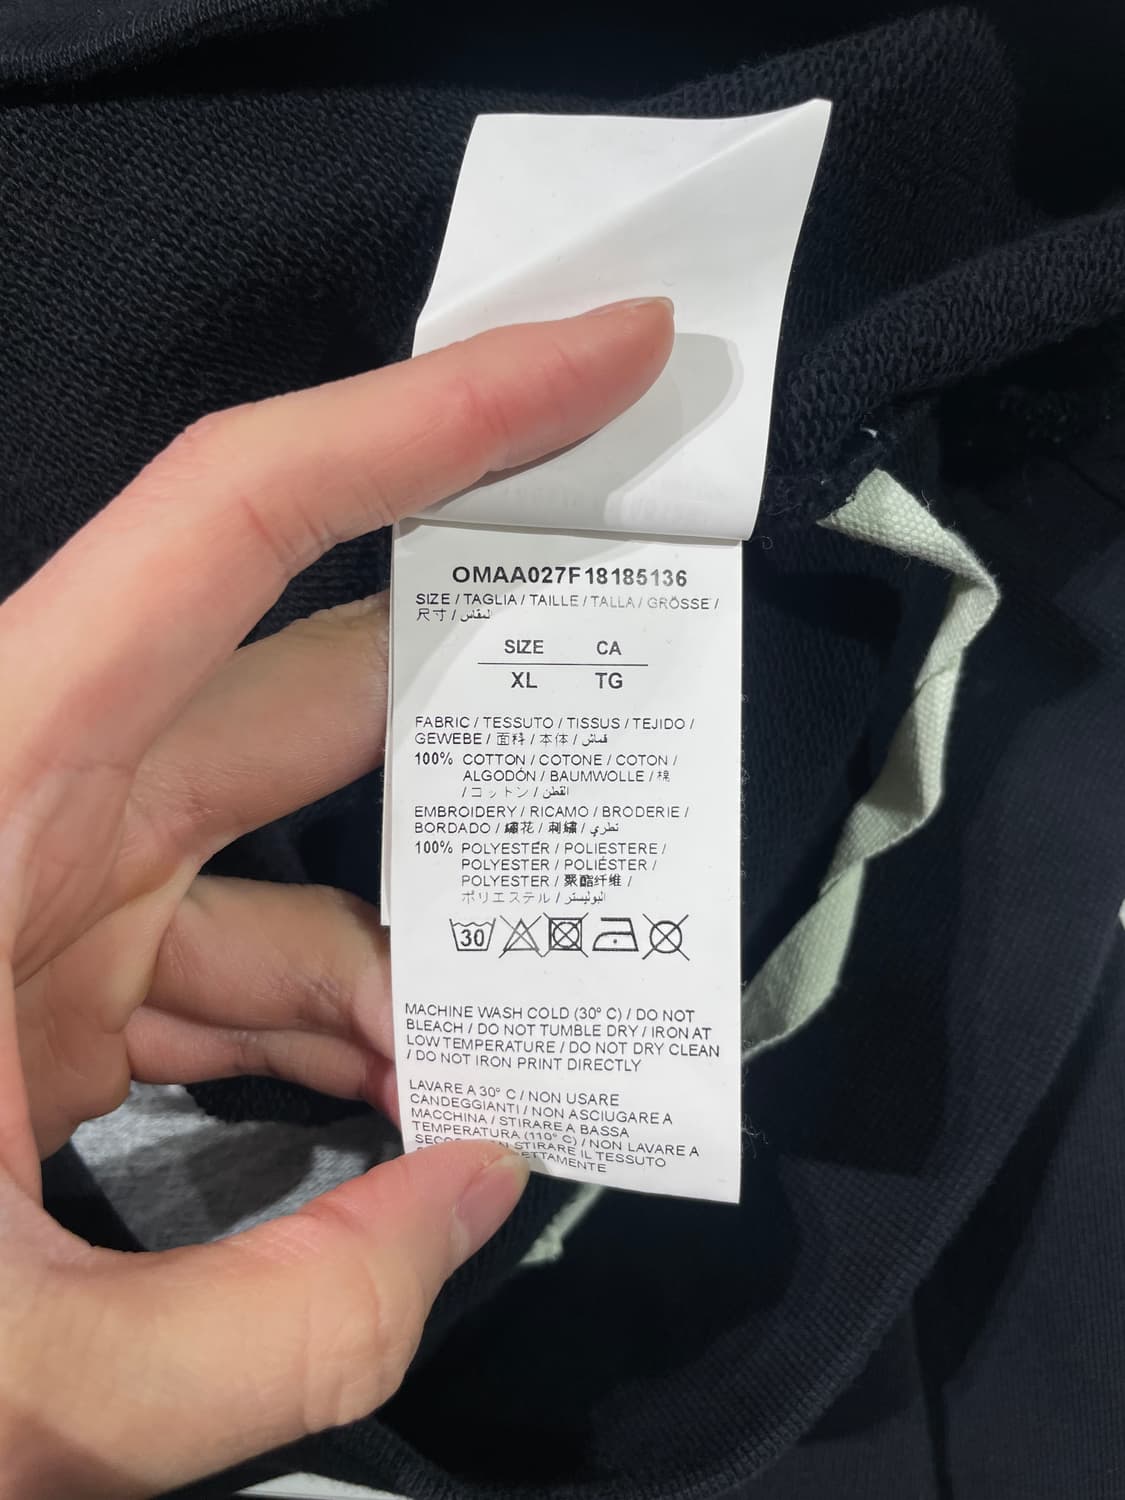 OMAA027F18185136
SIZE / TAGLIA / TAILLE / TALLA / GRÖSSE /
尺寸 / المقاس
SIZE CA
XL TG
FABRIC / TESSUTO / TISSUS / TEJIDO /
GEWEBE / 面料 / 本体 / قماش
100% COTTON / COTONE / COTON /
ALGODÓN / BAUMWOLLE / 棉
/ コットン / القطن
EMBROIDERY / RICAMO / BRODERIE /
BORDADO / 繡花 / 刺繍 / نطري
100% POLYESTER / POLIESTERE /
POLYESTER / POLIÉSTER /
POLYESTER / 聚酯纤维 /
ポリエステル / البوليستر
30
MACHINE WASH COLD (30° C) / DO NOT
BLEACH / DO NOT TUMBLE DRY / IRON AT
LOW TEMPERATURE / DO NOT DRY CLEAN
/ DO NOT IRON PRINT DIRECTLY
LAVARE A 30° C / NON USARE
CANDEGGIANTI / NON ASCIUGARE A
MACCHINA / STIRARE A BASSA
TEMPERATURA (110° C) / NON LAVARE A
STIRARE IL TESSUTO